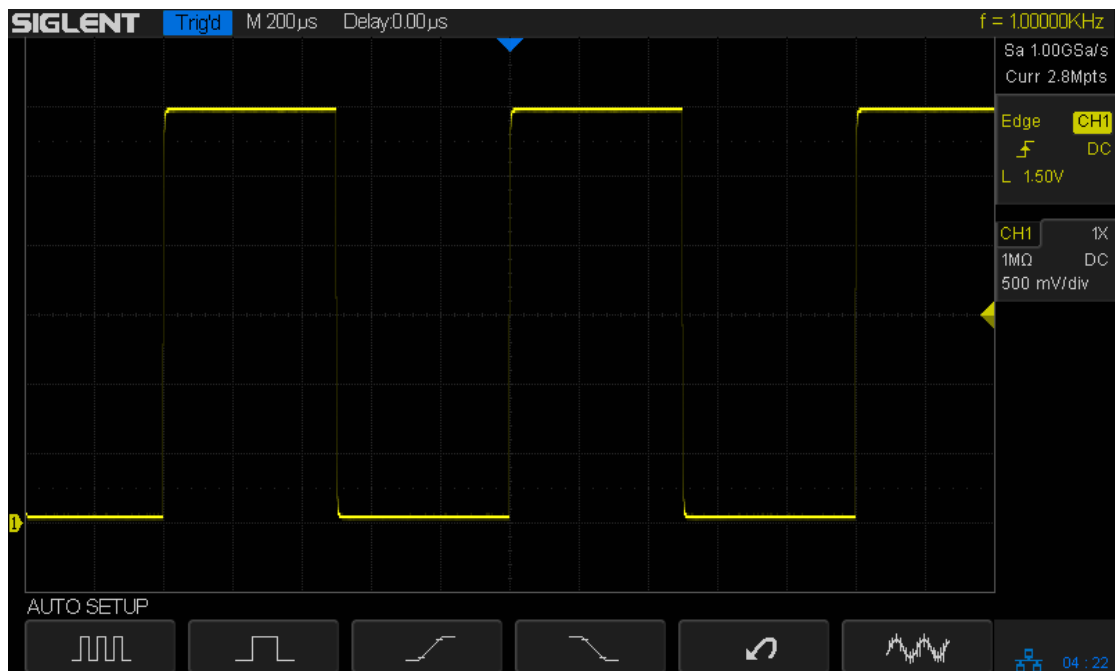 SIGLENT Trig'd M 200µs Delay:0.00µs f = 1.00000KHz
Sa 1.00GSa/s
Curr 2.8Mpts
Edge CH1
DC
L 1.50V
CH1 1X
1MΩ DC
500 mV/div
1
AUTO SETUP
04 : 22